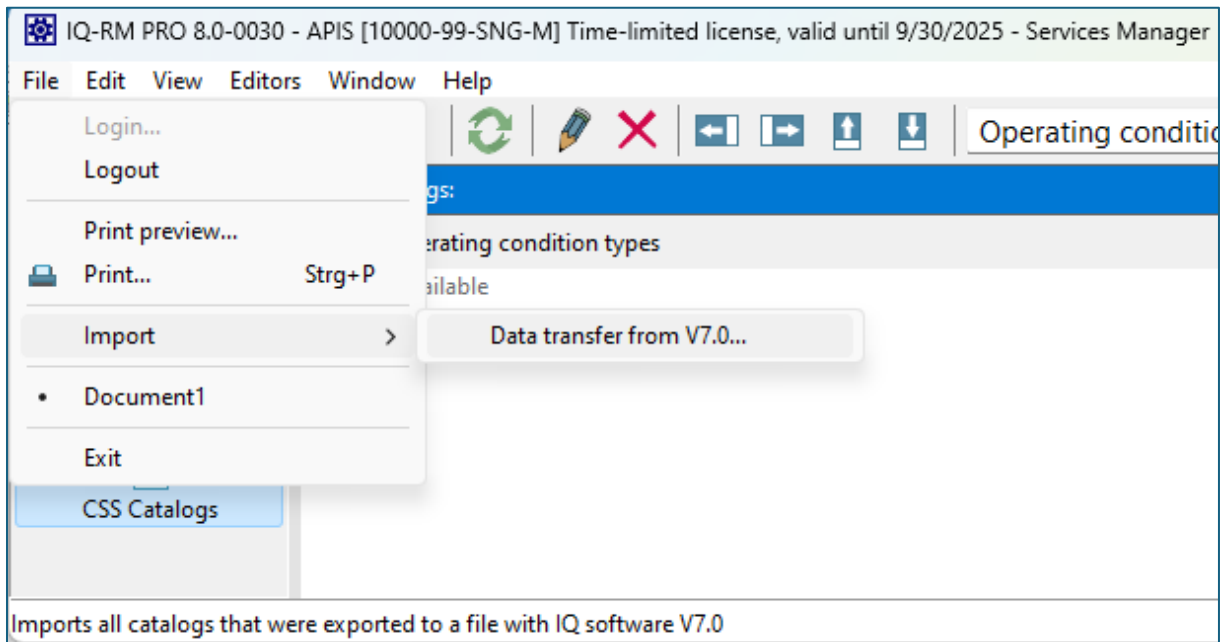 IQ-RM PRO 8.0-0030 - APIS [10000-99-SNG-M] Time-limited license, valid until 9/30/2025 - Services Manager
File Edit View Editors Window Help
Login...
Operating conditic
Logout
gs:
Print preview...
erating condition types
Print... Strg+P
ailable
Import > Data transfer from V7.0...
• Document1
Exit
CSS Catalogs
Imports all catalogs that were exported to a file with IQ software V7.0